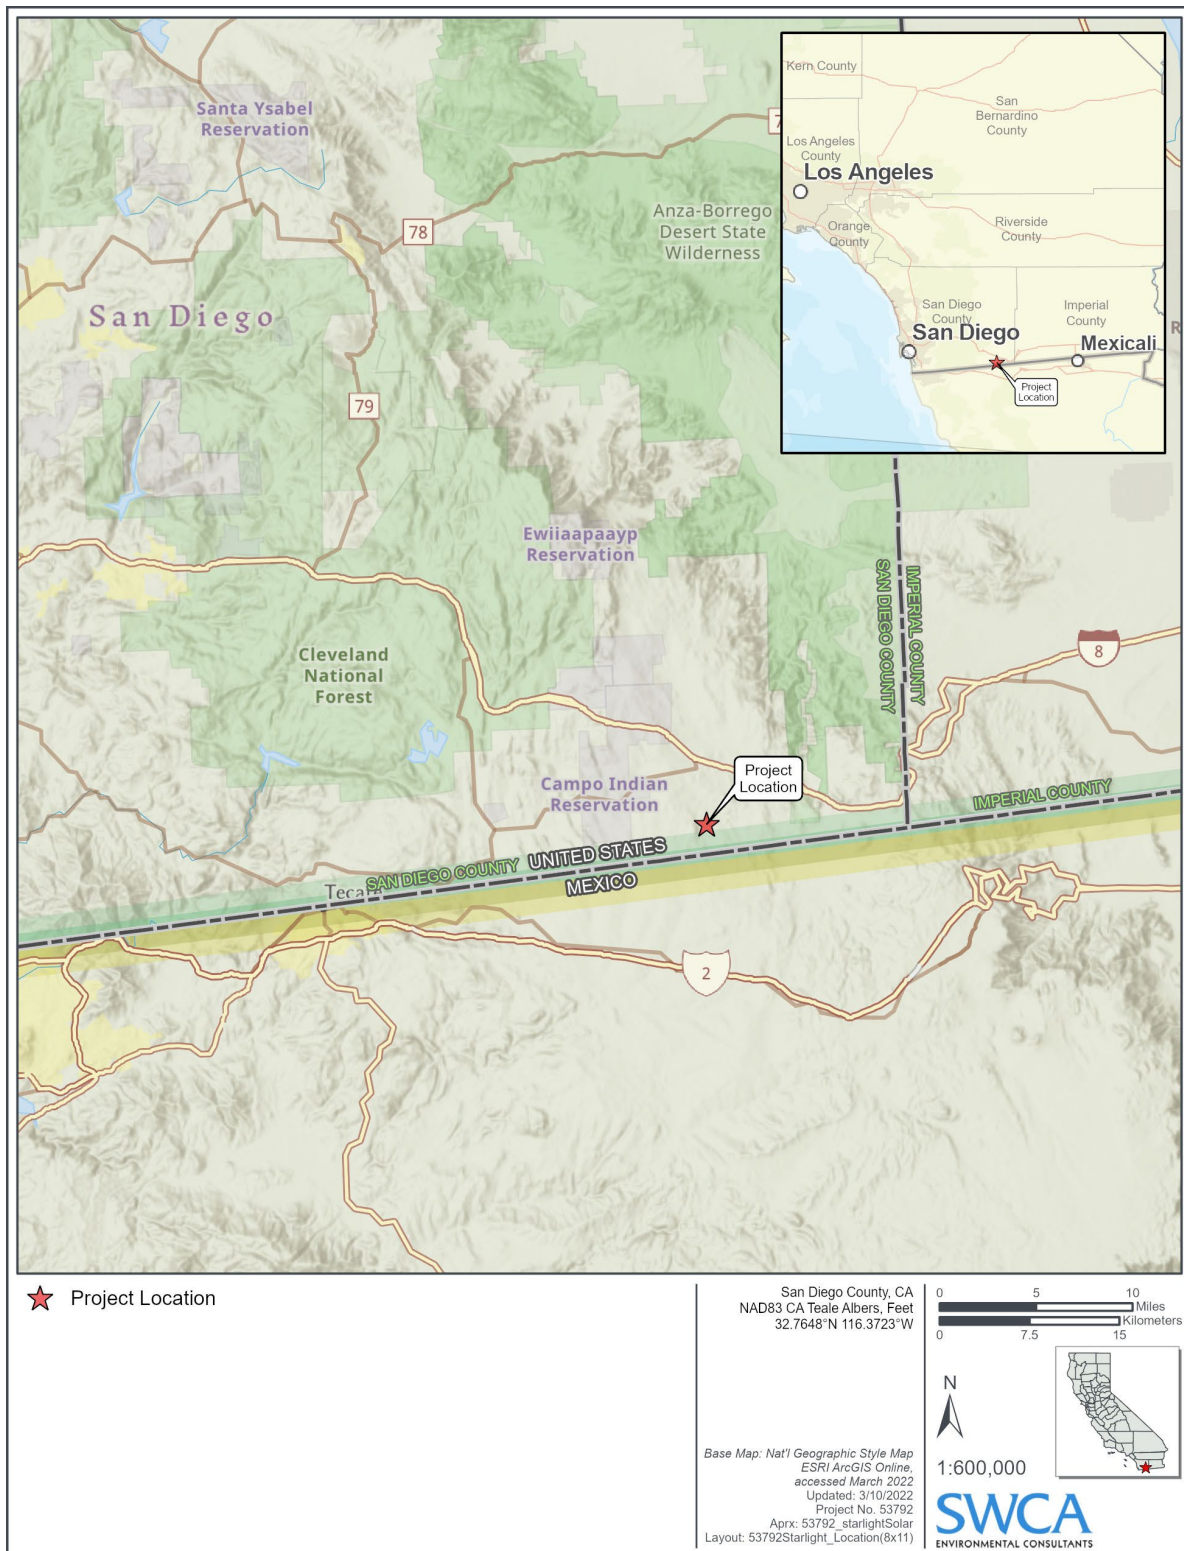 Santa Ysabel
Reservation
7
78
Anza-Borrego
Desert State
Wilderness
San Diego
79
Ewiiaapaayp
Reservation
Cleveland
National
Forest
SAN DIEGO COUNTY
IMPERIAL COUNTY
8
Project
Location
Campo Indian
Reservation
IMPERIAL COUNTY
SAN DIEGO COUNTY
UNITED STATES
MEXICO
2
R
Kern County
San
Bernardino
County
Los Angeles
County
Los Angeles
Orange
County
Riverside
County
San Diego
County
Imperial
County
San Diego
Mexicali
Project
Location
Project Location
San Diego County, CA
NAD83 CA Teale Albers, Feet
32.7648°N 116.3723°W
Base Map: Nat'l Geographic Style Map
ESRI ArcGIS Online,
accessed March 2022
Updated: 3/10/2022
Project No. 53792
Aprx: 53792_starlightSolar
Layout: 53792Starlight_Location(8x11)
0 5 10
Miles
Kilometers
0 7.5 15
N
1:600,000
SWCA
ENVIRONMENTAL CONSULTANTS